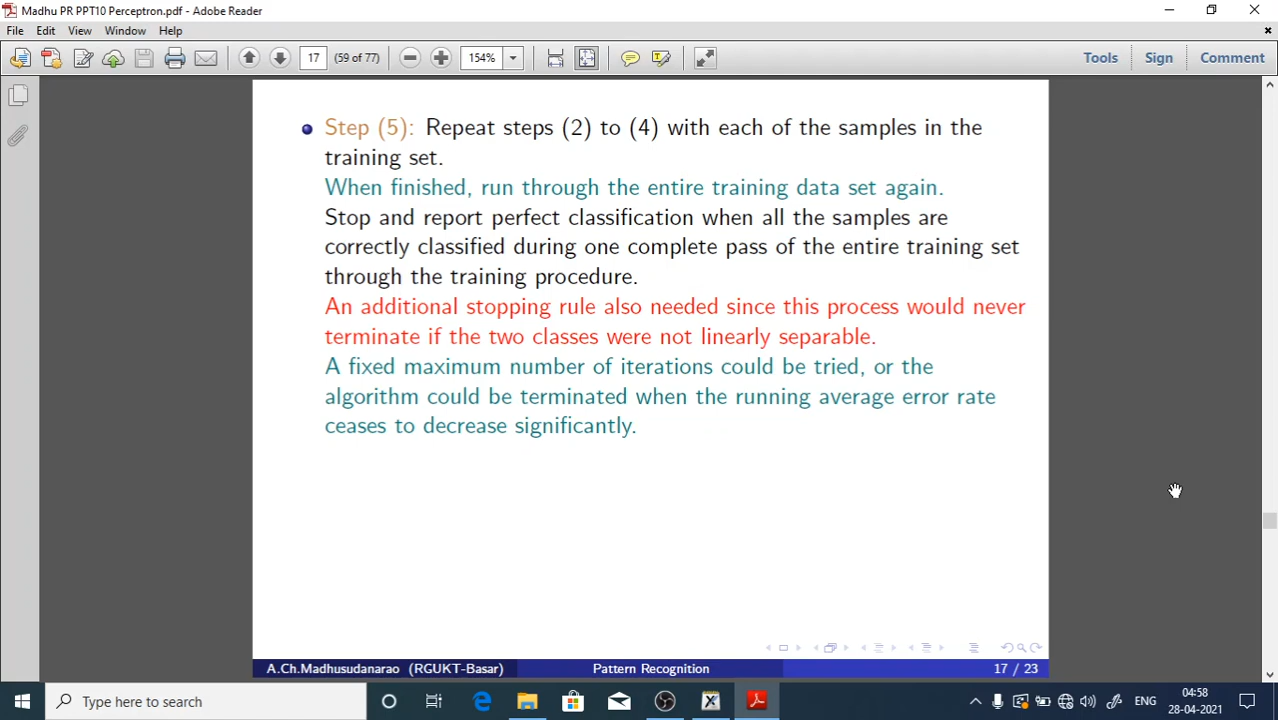 Madhu PR PPT10 Perceptron.pdf - Adobe Reader
File Edit View Window Help
17 (59 of 77) 154% Tools Sign Comment
Step (5): Repeat steps (2) to (4) with each of the samples in the
training set.
When finished, run through the entire training data set again.
Stop and report perfect classification when all the samples are
correctly classified during one complete pass of the entire training set
through the training procedure.
An additional stopping rule also needed since this process would never
terminate if the two classes were not linearly separable.
A fixed maximum number of iterations could be tried, or the
algorithm could be terminated when the running average error rate
ceases to decrease significantly.
A.Ch.Madhusudanarao (RGUKT-Basar) Pattern Recognition 17 / 23
Type here to search
ENG
04:58
28-04-2021